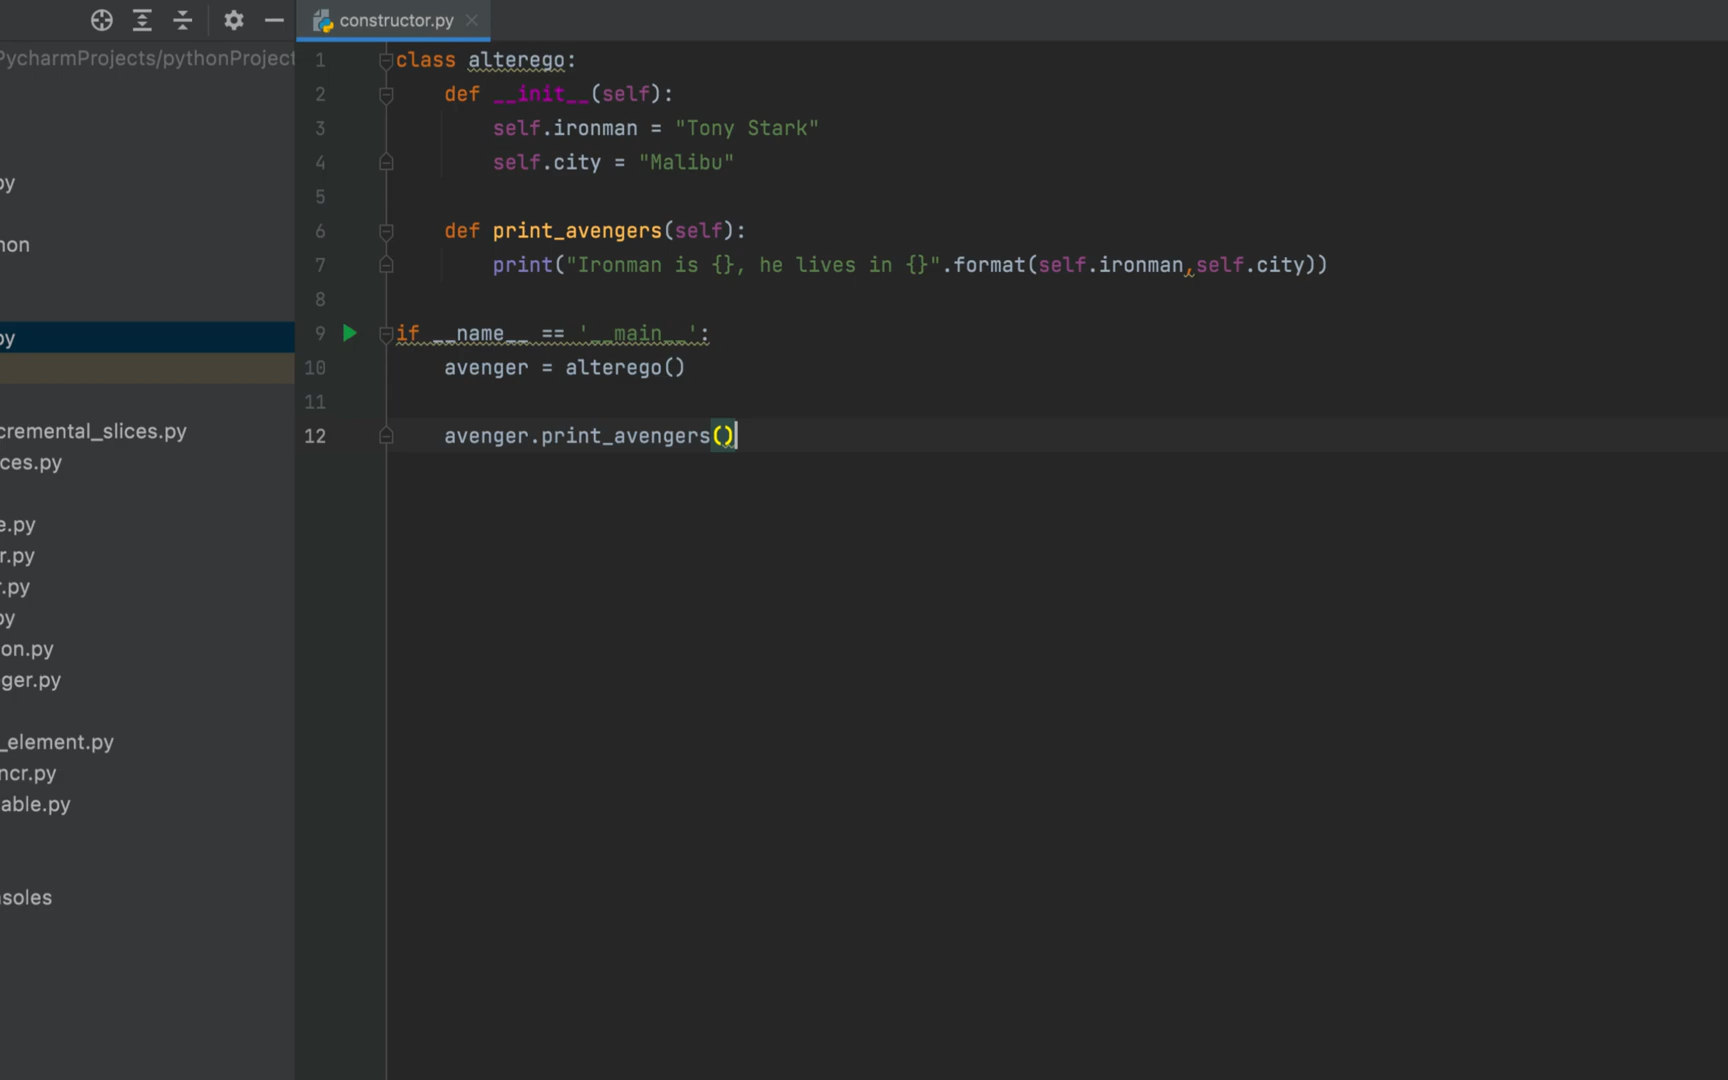 constructor.py
PycharmProjects/pythonProject
py
non
py
cremental_slices.py
ces.py
e.py
r.py
r.py
py
on.py
ger.py
_element.py
ncr.py
able.py
soles
1 class alterego:
2 def __init__(self):
3 self.ironman = "Tony Stark"
4 self.city = "Malibu"
5
6 def print_avengers(self):
7 print("Ironman is {}, he lives in {}".format(self.ironman,self.city))
8
9 if __name__ == '__main__':
10 avenger = alterego()
11
12 avenger.print_avengers()